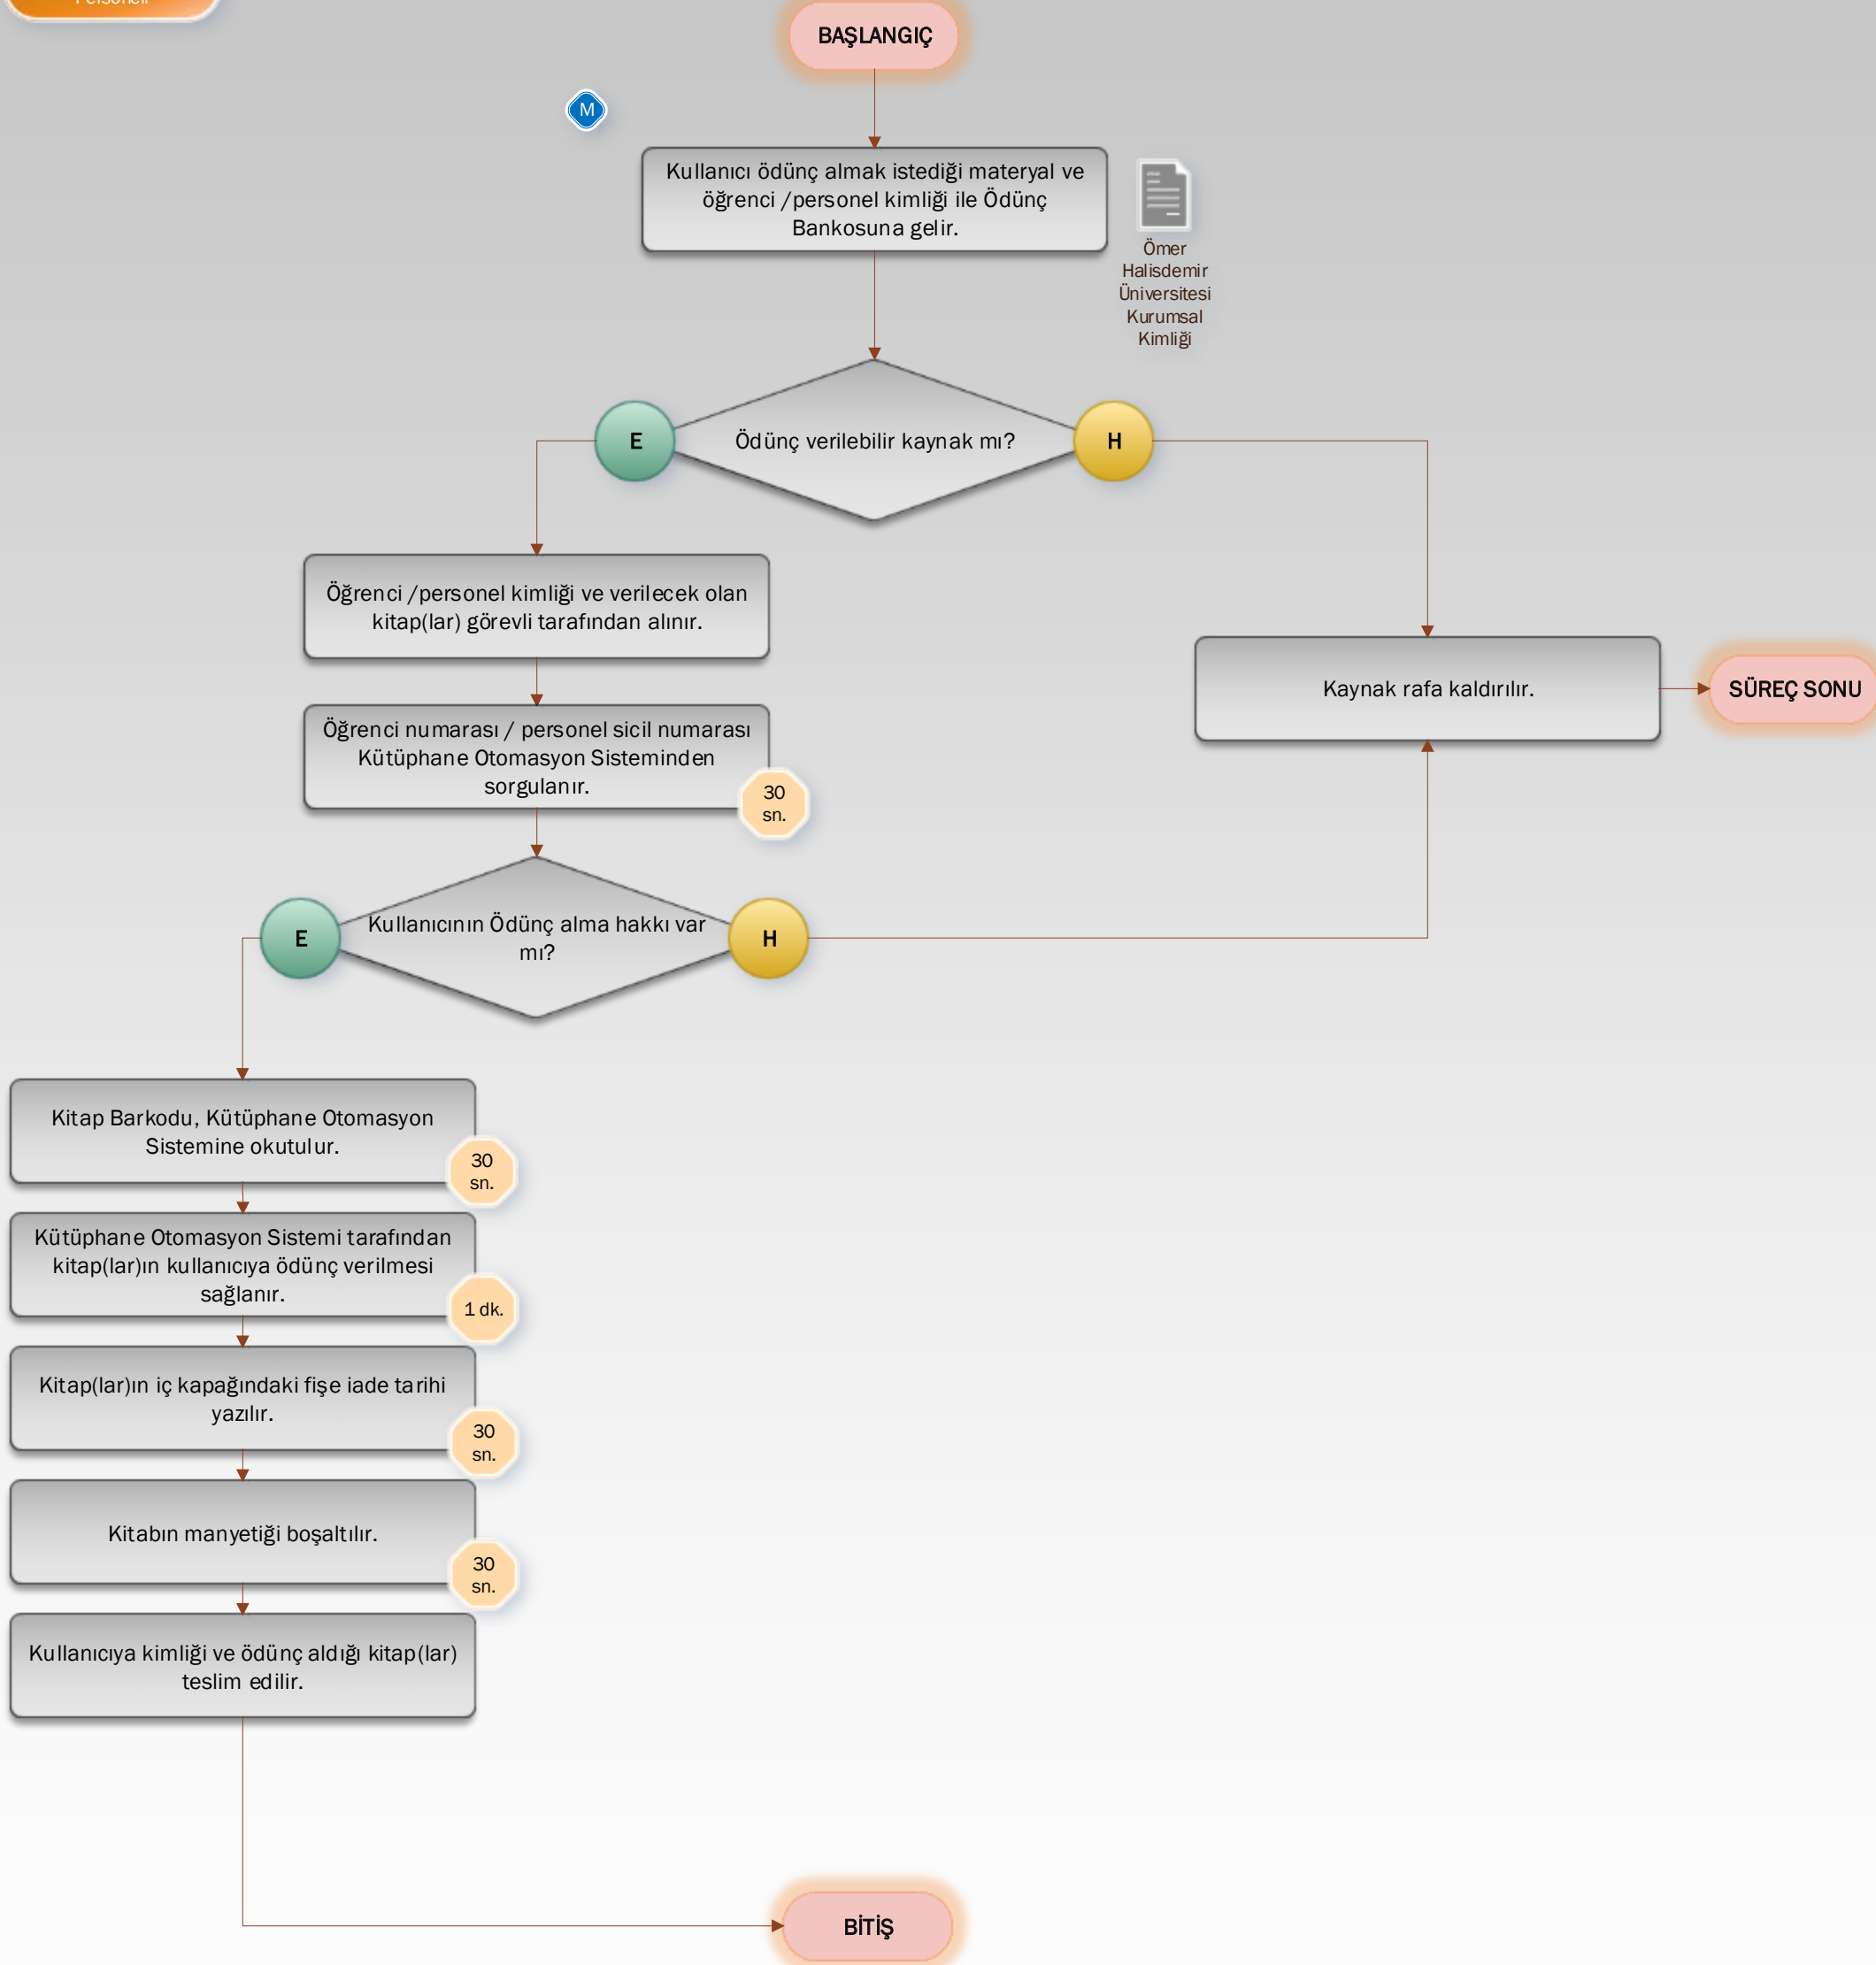 Personeli
BAŞLANGIÇ
M
Kullanıcı ödünç almak istediği materyal ve
öğrenci /personel kimliği ile Ödünç
Bankosuna gelir.
Ömer
Halisdemir
Üniversitesi
Kurumsal
Kimliği
E
Ödünç verilebilir kaynak mı?
H
Öğrenci /personel kimliği ve verilecek olan
kitap(lar) görevli tarafından alınır.
Kaynak rafa kaldırılır.
SÜREÇ SONU
Öğrenci numarası / personel sicil numarası
Kütüphane Otomasyon Sisteminden
sorgulanır.
30
sn.
E
Kullanıcının Ödünç alma hakkı var
mı?
H
Kitap Barkodu, Kütüphane Otomasyon
Sistemine okutulur.
30
sn.
Kütüphane Otomasyon Sistemi tarafından
kitap(lar)ın kullanıcıya ödünç verilmesi
sağlanır.
1 dk.
Kitap(lar)ın iç kapağındaki fişe iade tarihi
yazılır.
30
sn.
Kitabın manyetiği boşaltılır.
30
sn.
Kullanıcıya kimliği ve ödünç aldığı kitap(lar)
teslim edilir.
BİTİŞ